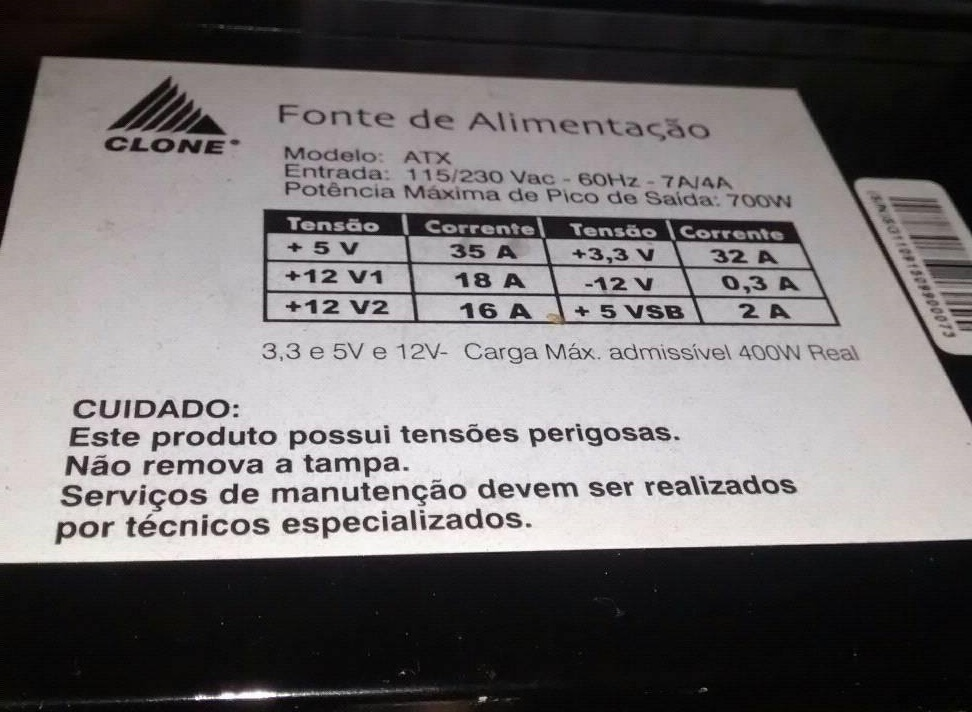 CLONE
Fonte de Alimentação
Modelo: ATX
Entrada: 115/230 Vac - 60Hz - 7A/4A
Potência Máxima de Pico de Saída: 700W
Tensão Corrente Tensão Corrente
+ 5 V 35 A +3,3 V 32 A
+12 V1 18 A -12 V 0,3 A
+12 V2 16 A + 5 VSB 2 A
3,3 e 5V e 12V- Carga Máx. admissível 400W Real
CUIDADO:
Este produto possui tensões perigosas.
Não remova a tampa.
Serviços de manutenção devem ser realizados
por técnicos especializados.